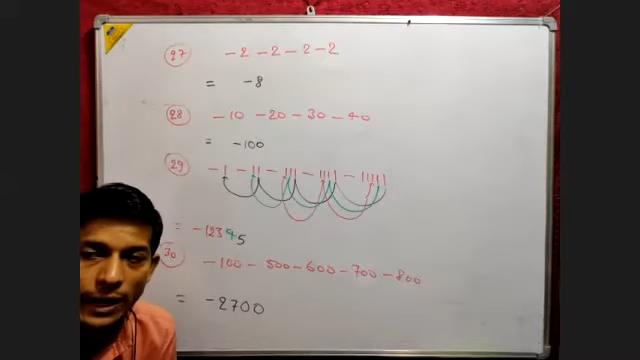 27 -2 -2 -2 -2
= -8
28 -10 -20 -30 -40
= -100
29 -1 -11 -111 -1111 -11111
= -12345
30 -100 -500 -600 -700 -800
= -2700